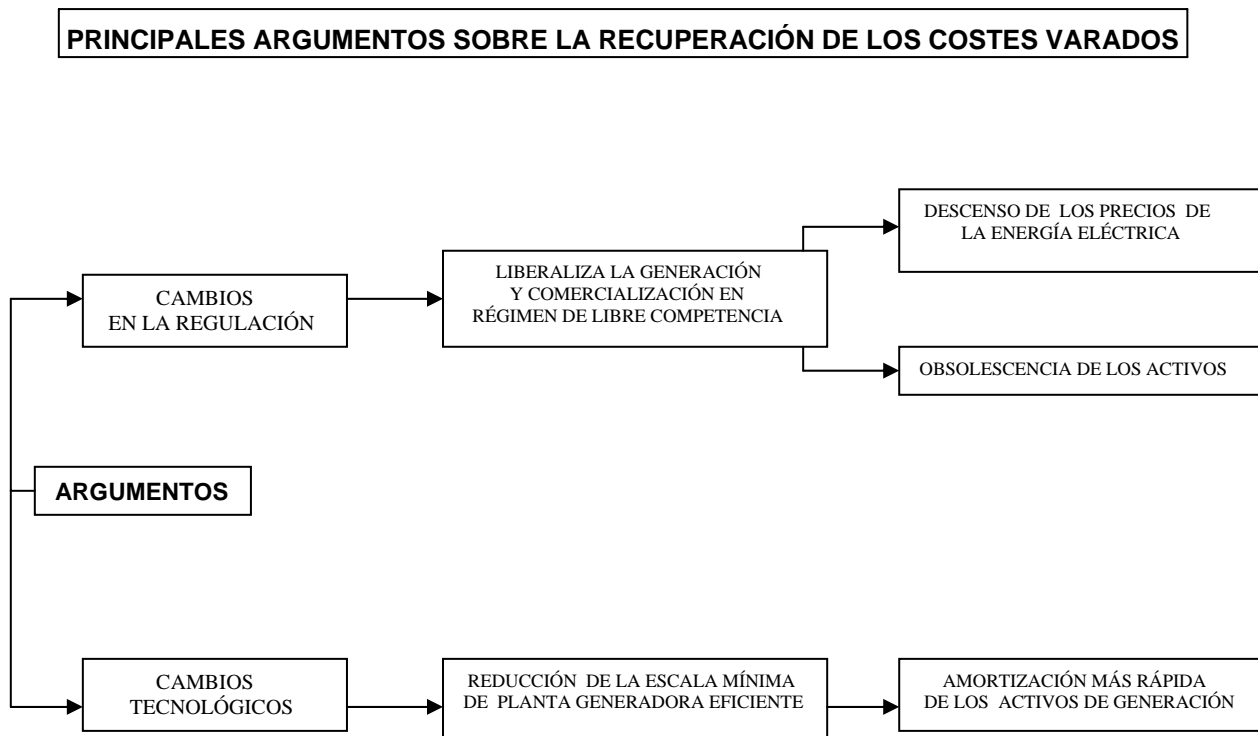 PRINCIPALES ARGUMENTOS SOBRE LA RECUPERACIÓN DE LOS COSTES VARADOS
DESCENSO DE LOS PRECIOS DE
LA ENERGÍA ELÉCTRICA
LIBERALIZA LA GENERACIÓN
Y COMERCIALIZACIÓN EN
RÉGIMEN DE LIBRE COMPETENCIA
CAMBIOS
EN LA REGULACIÓN
OBSOLESCENCIA DE LOS ACTIVOS
ARGUMENTOS
CAMBIOS
TECNOLÓGICOS
REDUCCIÓN DE LA ESCALA MÍNIMA
DE PLANTA GENERADORA EFICIENTE
AMORTIZACIÓN MÁS RÁPIDA
DE LOS ACTIVOS DE GENERACIÓN